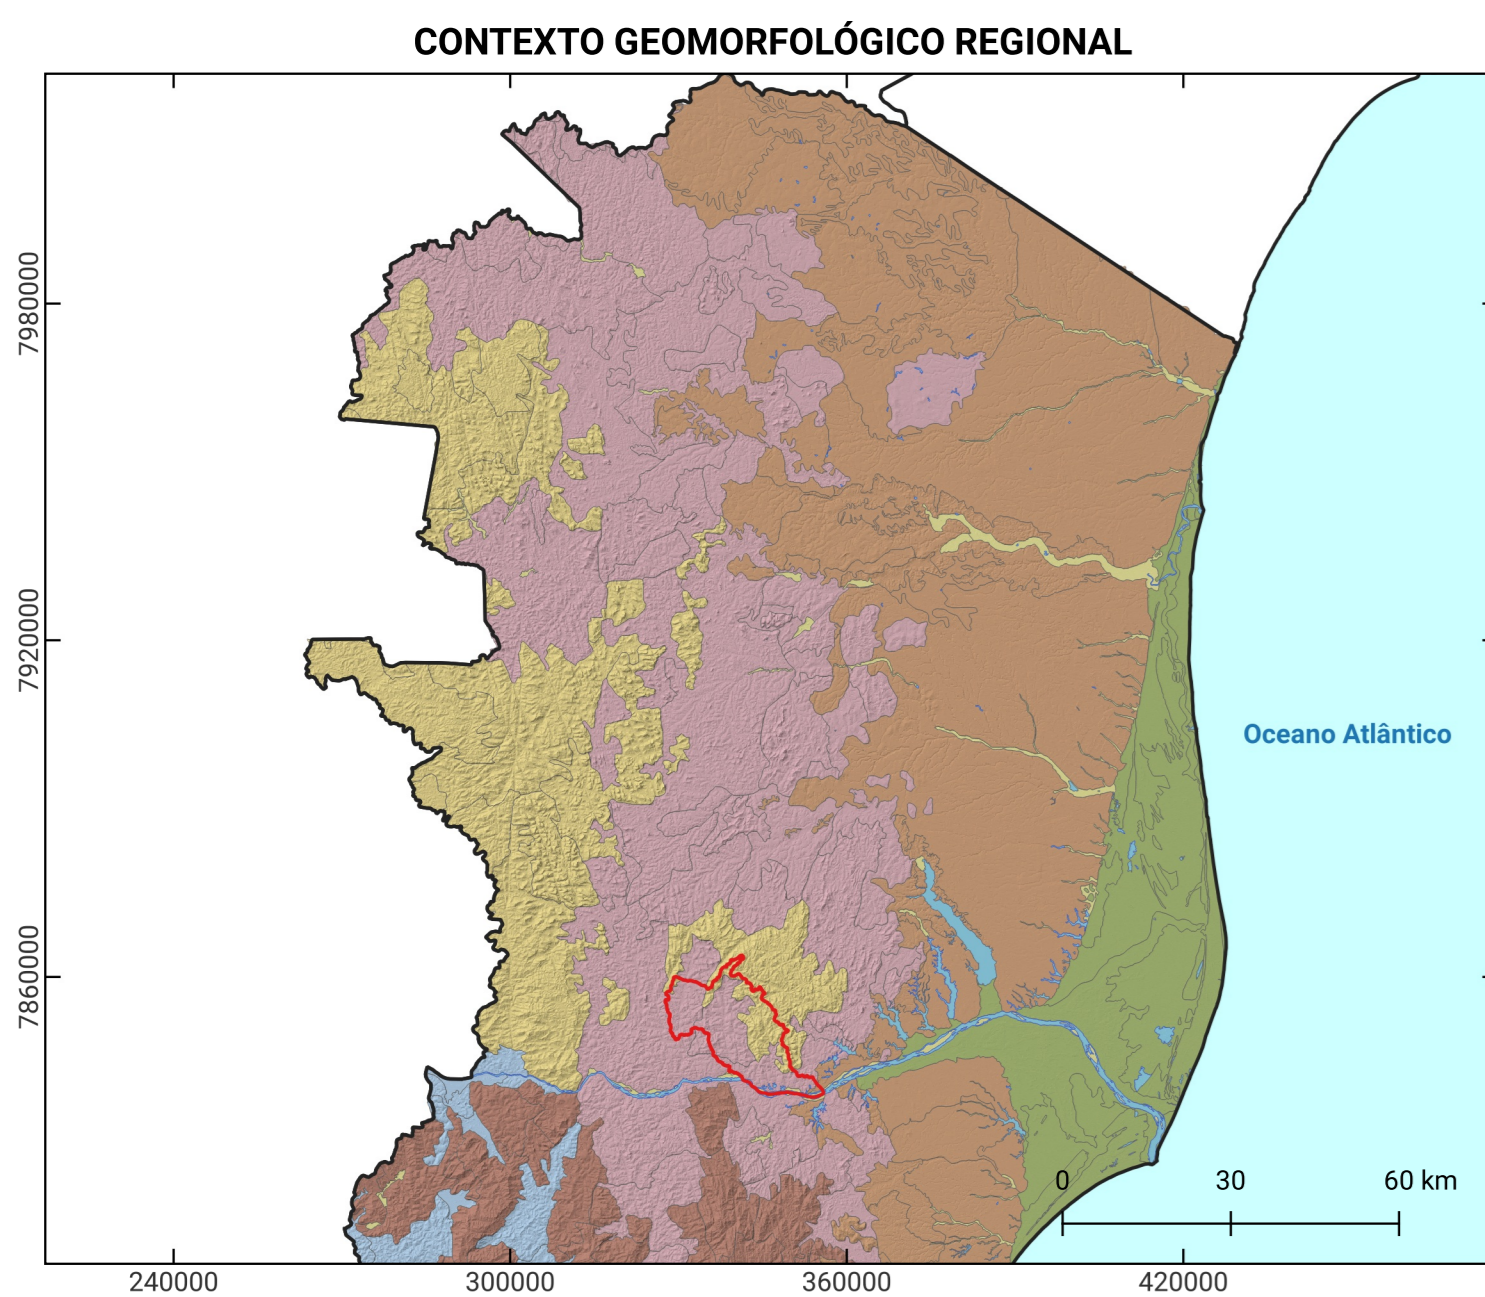 CONTEXTO GEOMORFOLÓGICO REGIONAL
7980000
7920000
Oceano Atlântico
7860000
0 30 60 km
240000 300000 360000 420000